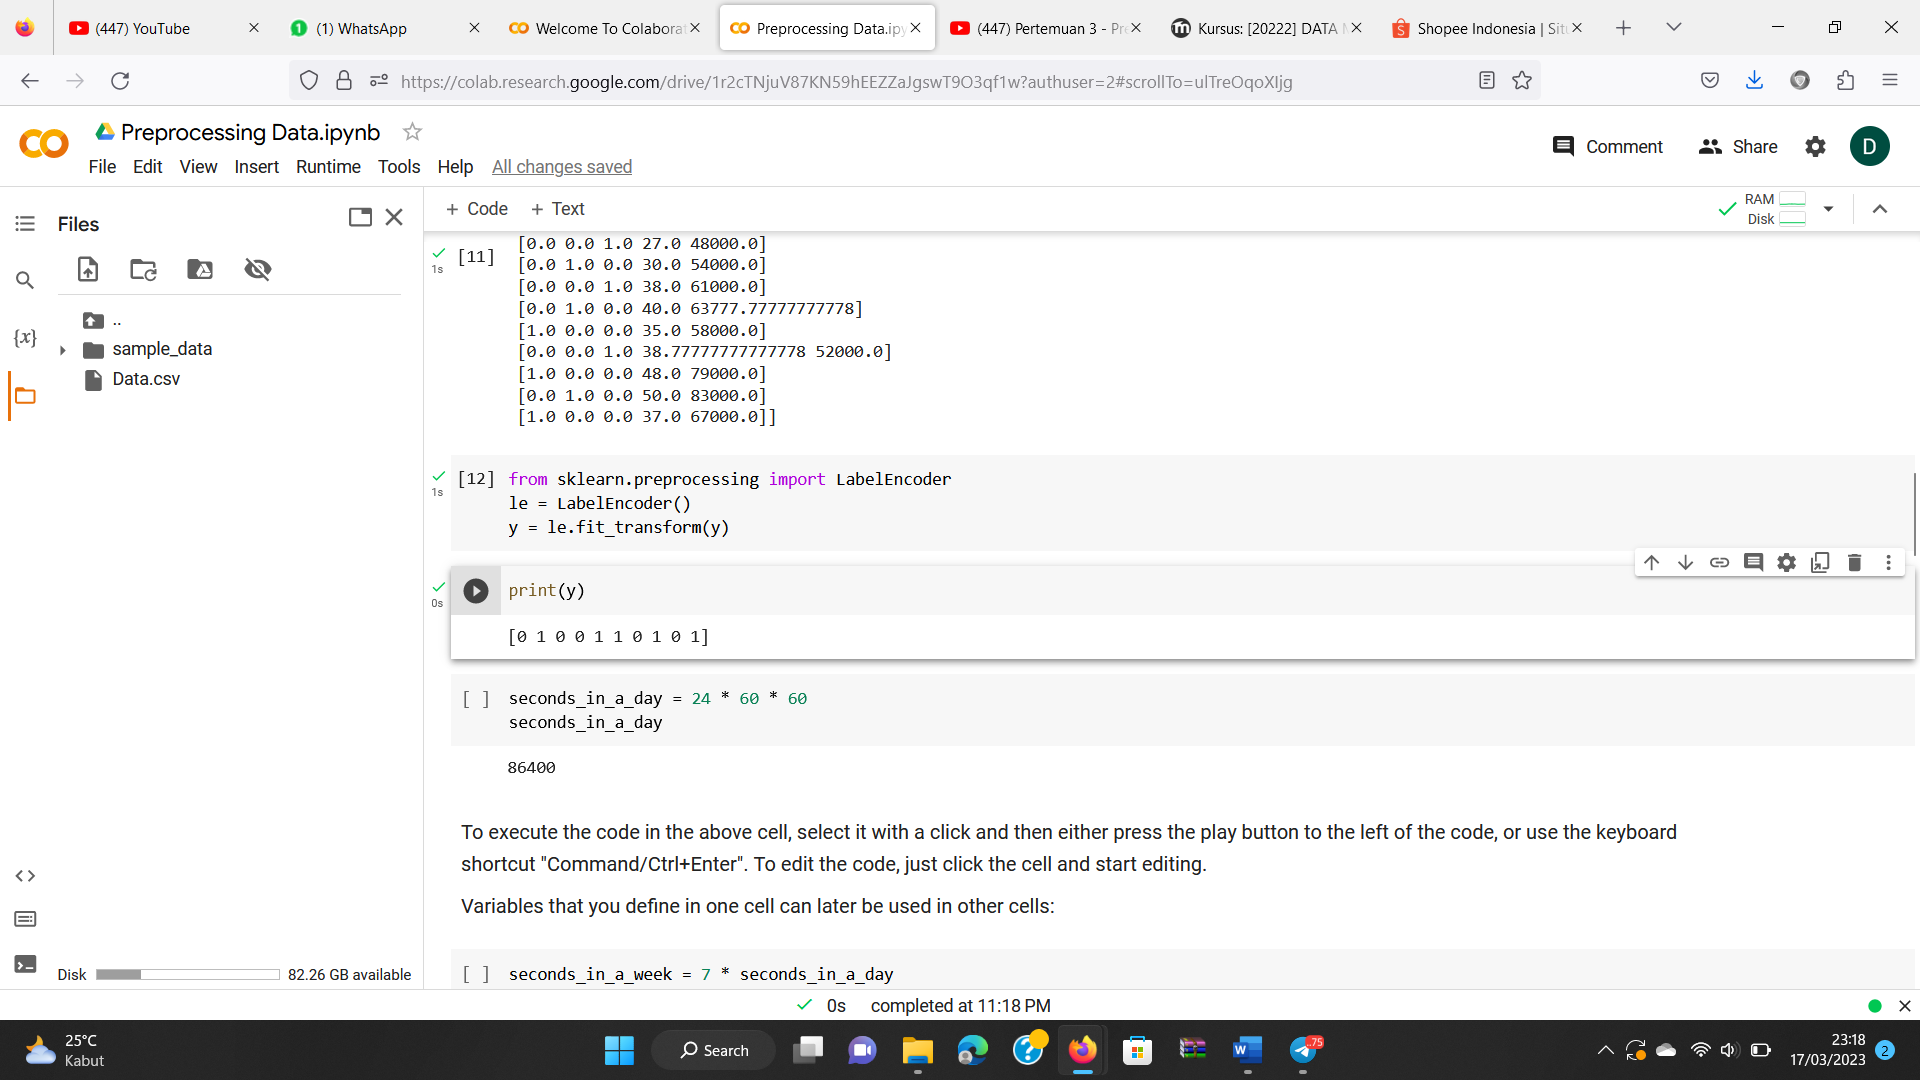 (447) YouTube
(1) WhatsApp
Welcome To Colaborat
Preprocessing Data.ipy
(447) Pertemuan 3 - Pr
Kursus: [20222] DATA M
Shopee Indonesia | Sit
https://colab.research.google.com/drive/1r2cTNjuV87KN59hEEZZaJgswT9O3qf1w?authuser=2#scrollTo=ulTreOqoXIjg
Preprocessing Data.ipynb
Comment
Share
D
File Edit View Insert Runtime Tools Help All changes saved
Files
+ Code + Text
RAM
Disk
..
sample_data
Data.csv
{x}
[11]
1s
[0.0 0.0 1.0 27.0 48000.0]
[0.0 1.0 0.0 30.0 54000.0]
[0.0 0.0 1.0 38.0 61000.0]
[0.0 1.0 0.0 40.0 63777.77777777778]
[1.0 0.0 0.0 35.0 58000.0]
[0.0 0.0 1.0 38.77777777777778 52000.0]
[1.0 0.0 0.0 48.0 79000.0]
[0.0 1.0 0.0 50.0 83000.0]
[1.0 0.0 0.0 37.0 67000.0]]
[12] from sklearn.preprocessing import LabelEncoder
1s
le = LabelEncoder()
y = le.fit_transform(y)
print(y)
0s
[0 1 0 0 1 1 0 1 0 1]
[ ] seconds_in_a_day = 24 * 60 * 60
seconds_in_a_day
86400
To execute the code in the above cell, select it with a click and then either press the play button to the left of the code, or use the keyboard
shortcut "Command/Ctrl+Enter". To edit the code, just click the cell and start editing.
Variables that you define in one cell can later be used in other cells:
[ ] seconds_in_a_week = 7 * seconds_in_a_day
Disk 82.26 GB available
0s completed at 11:18 PM
25°C
Kabut
Search
..75
23:18
17/03/2023
2